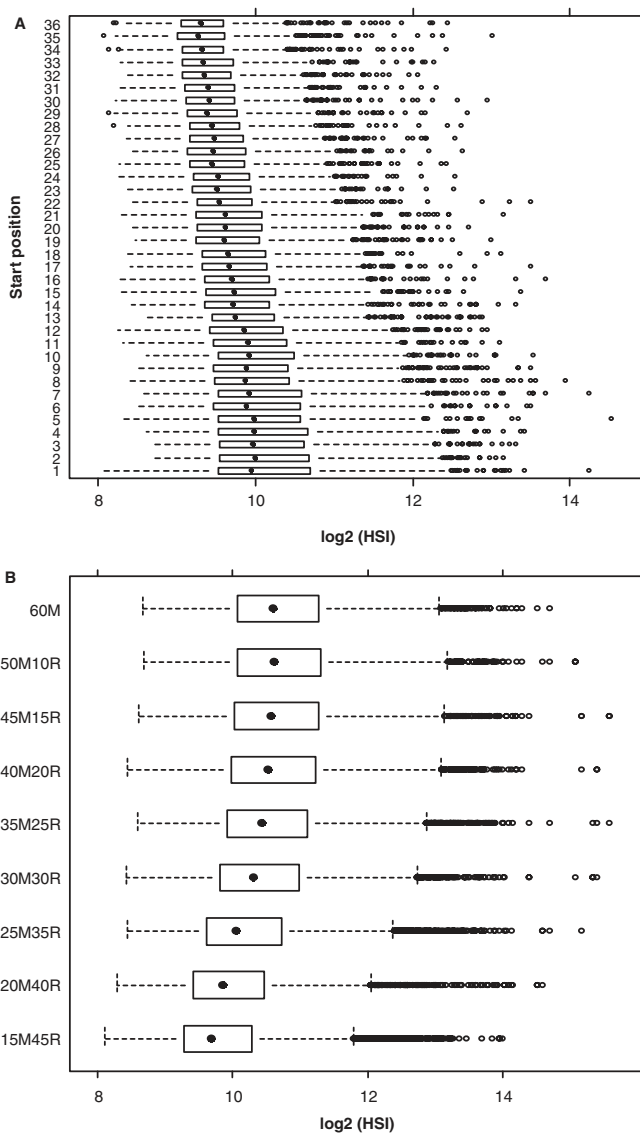 A
Start position
36
35
34
33
32
31
30
29
28
27
26
25
24
23
22
21
20
19
18
17
16
15
14
13
12
11
10
9
8
7
6
5
4
3
2
1
8 10 12 14
log2 (HSI)
B
60M
50M10R
45M15R
40M20R
35M25R
30M30R
25M35R
20M40R
15M45R
8 10 12 14
log2 (HSI)